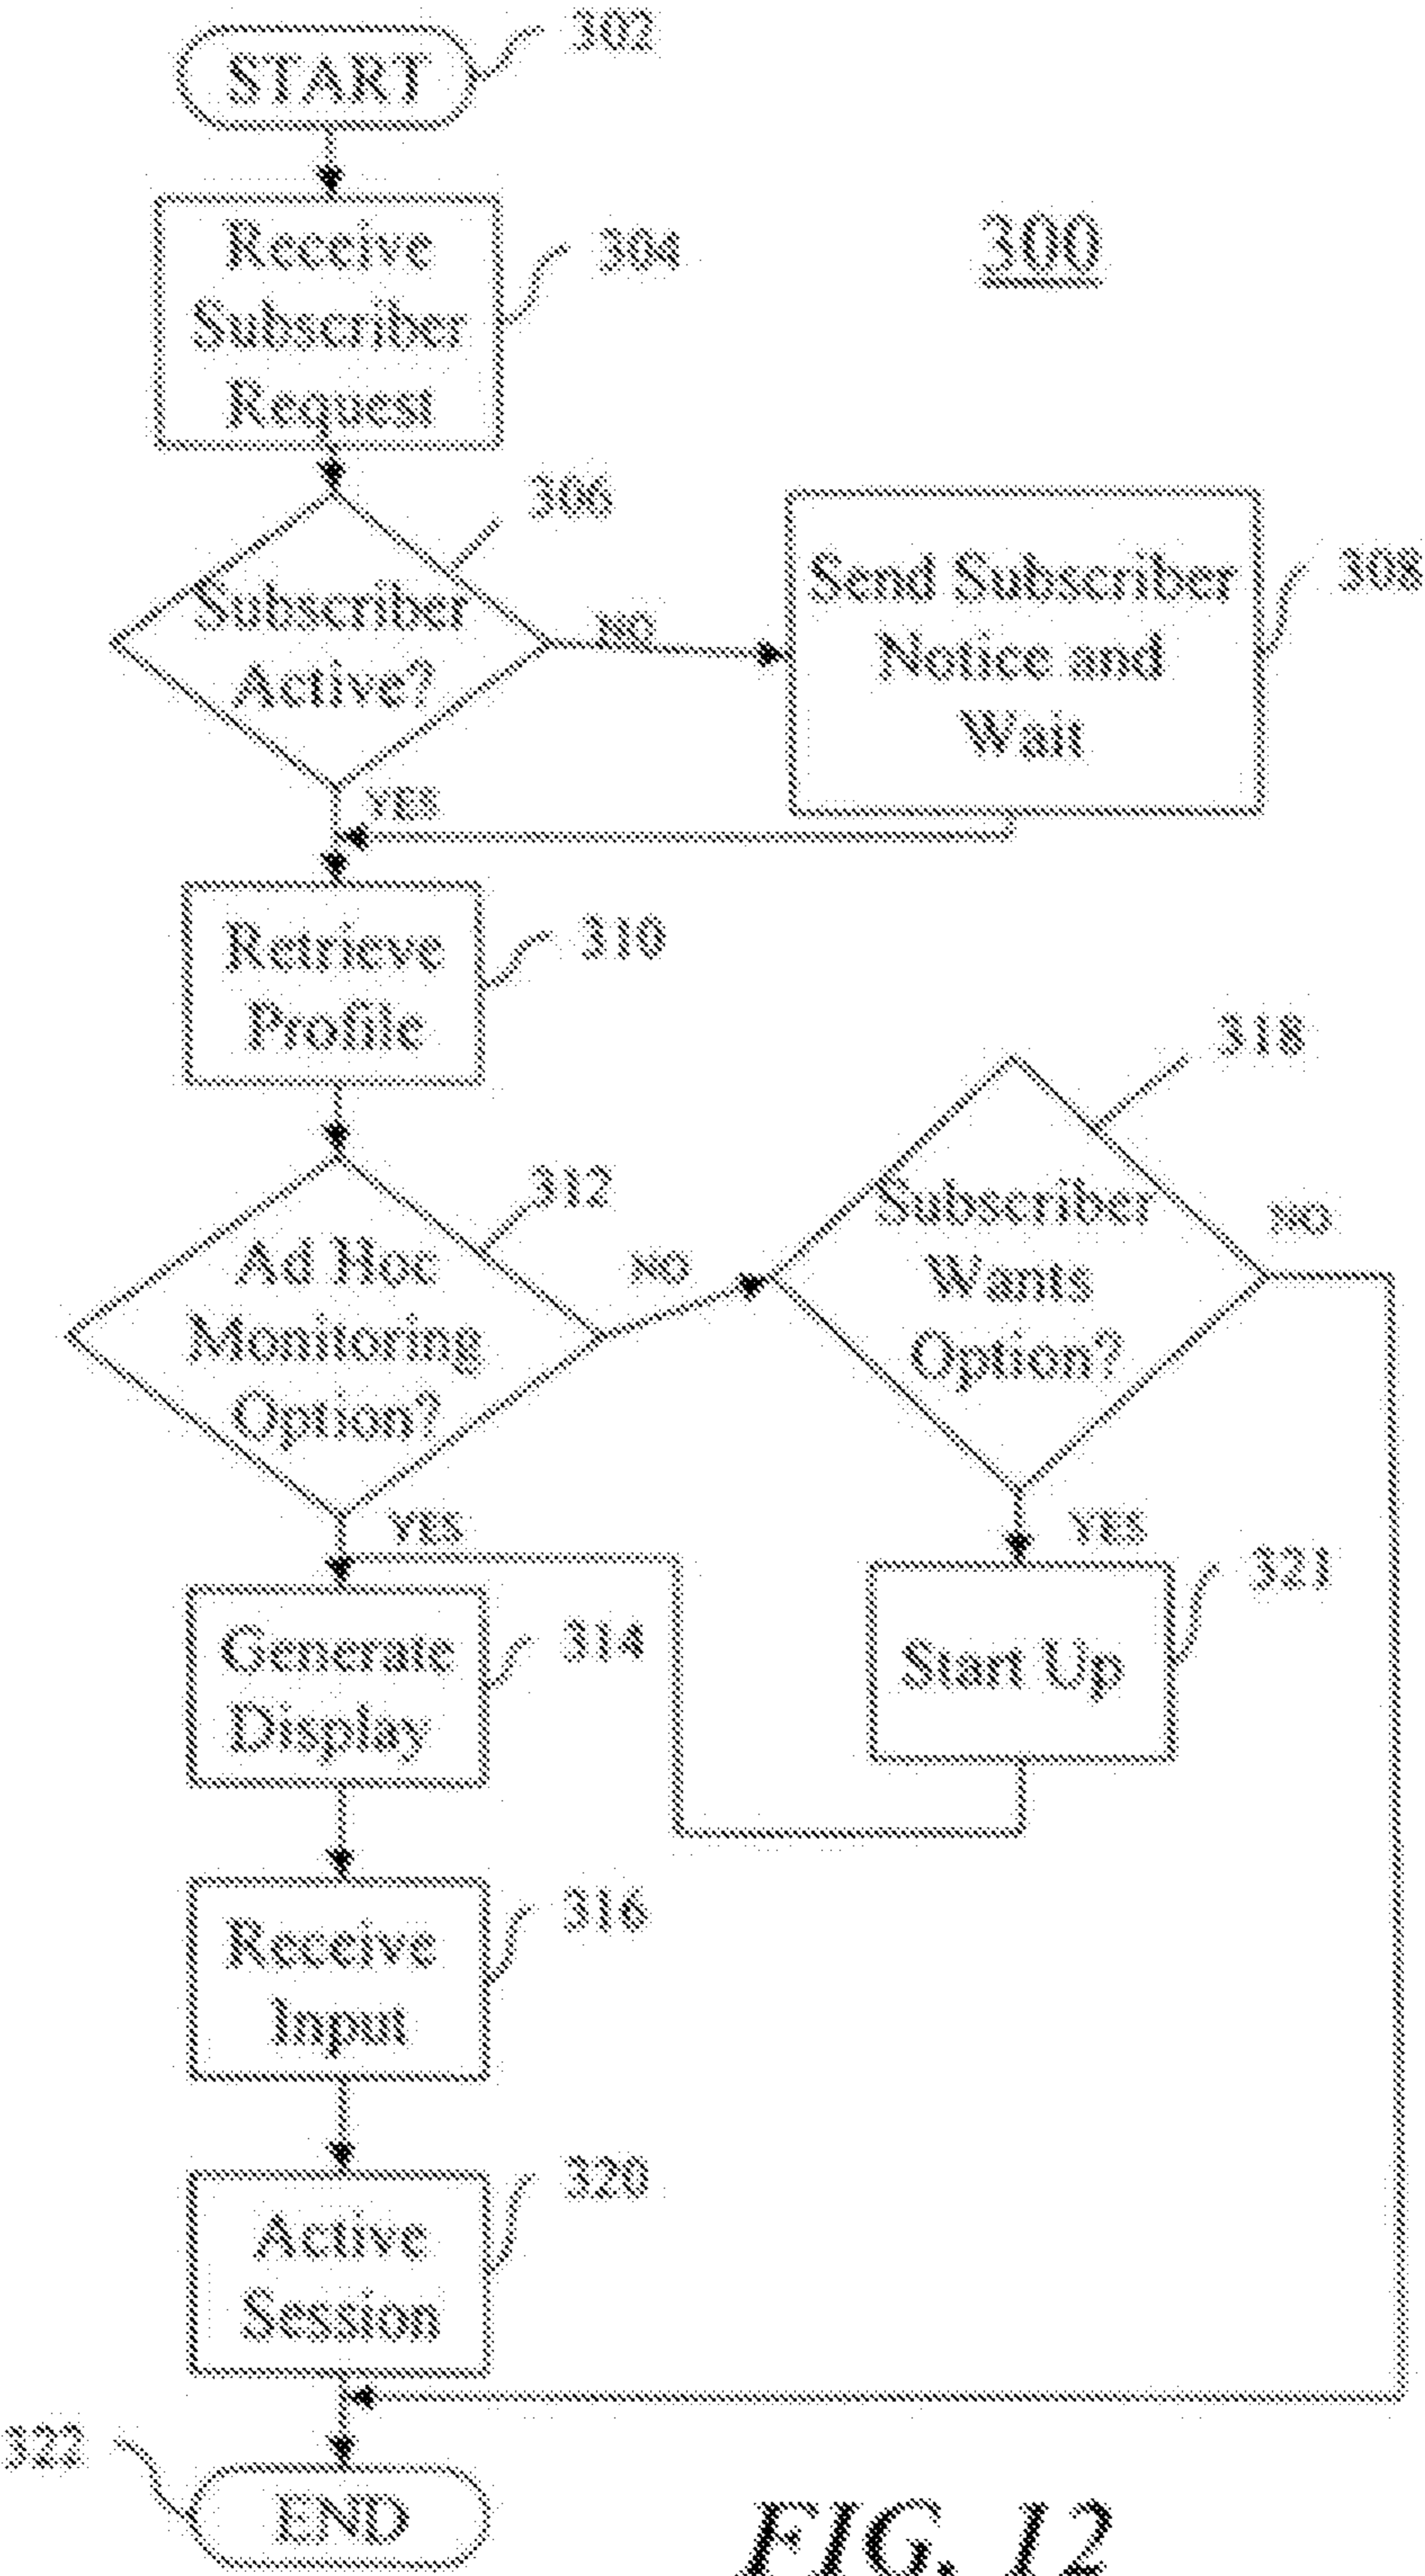 START
302
Receive
Subscriber
Request
304
300
Subscriber
Active?
306
NO
YES
Send Subscriber
Notice and
Wait
308
Retrieve
Profile
310
Ad Hoc
Monitoring
Option?
312
NO
YES
Subscriber
Wants
Option?
318
NO
YES
Start Up
321
Generate
Display
314
Receive
Input
316
Active
Session
320
322
END
FIG. 12